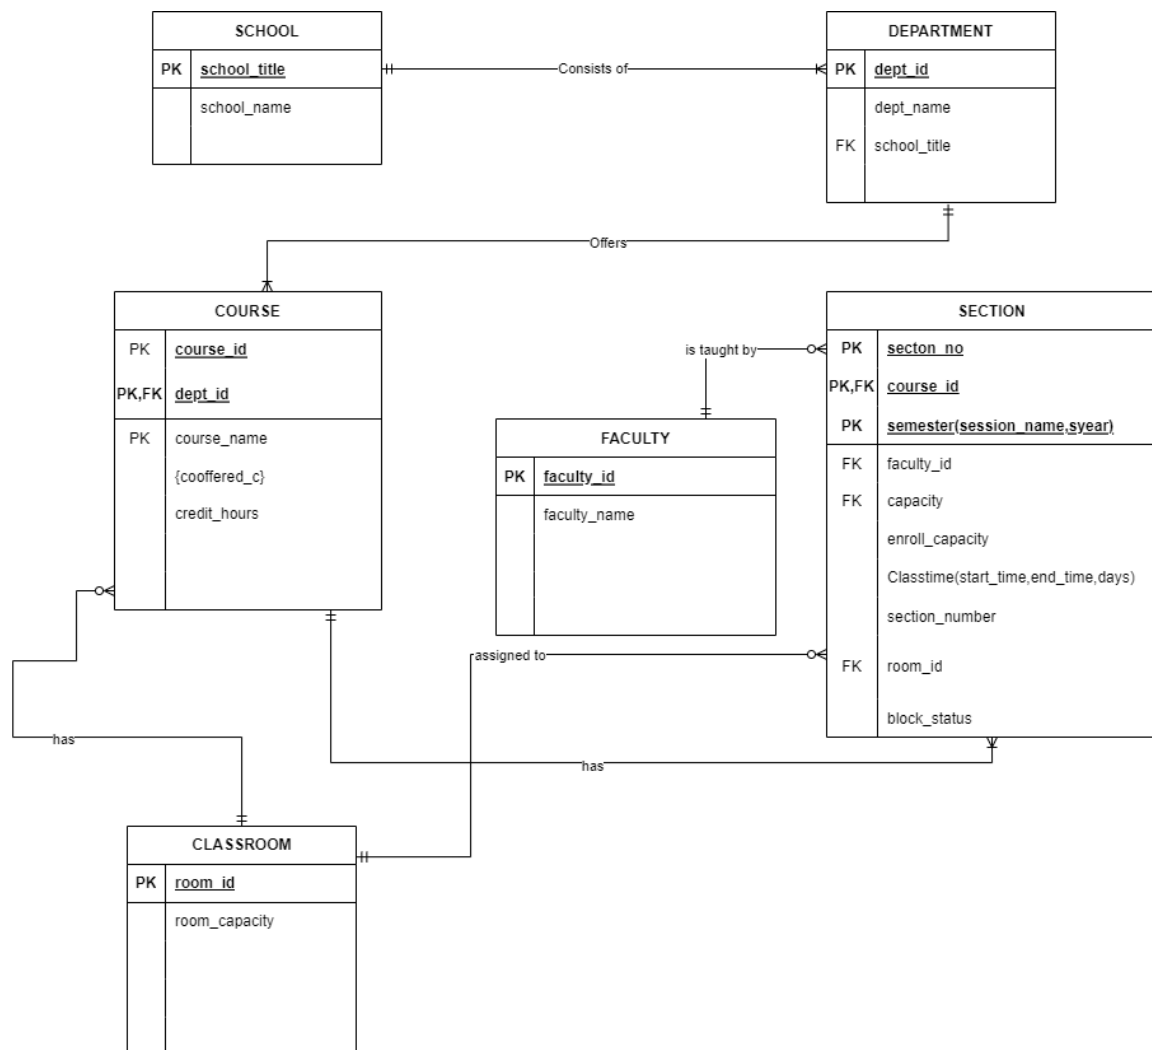 SCHOOL
PK school_title
school_name
Consists of
DEPARTMENT
PK dept_id
dept_name
FK school_title
Offers
COURSE
PK course_id
PK,FK dept_id
PK course_name
{cooffered_c}
credit_hours
is taught by
FACULTY
PK faculty_id
faculty_name
SECTION
PK secton_no
PK,FK course_id
PK semester(session_name,syear)
FK faculty_id
FK capacity
enroll_capacity
Classtime(start_time,end_time,days)
section_number
FK room_id
block_status
assigned to
has
has
CLASSROOM
PK room_id
room_capacity